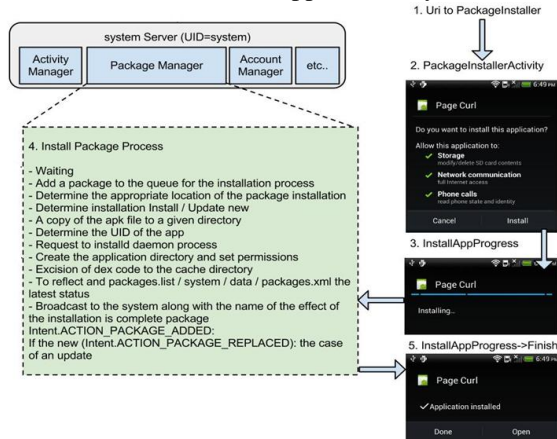 1. Uri to PackageInstaller
system Server (UID=system)
Activity Manager
Package Manager
Account Manager
etc..
2. PackageInstallerActivity
6:49 PM
Page Curl
Do you want to install this application?
Allow this application to:
Storage
modify/delete SD card contents
Network communication
full Internet access
Phone calls
read phone state and identity
Cancel Install
3. InstallAppProgress
Page Curl
Installing...
4. Install Package Process
- Waiting
- Add a package to the queue for the installation process
- Determine the appropriate location of the package installation
- Determine installation Install / Update new
- A copy of the apk file to a given directory
- Determine the UID of the app
- Request to installd daemon process
- Create the application directory and set permissions
- Excision of dex code to the cache directory
- To reflect and packages.list / system / data / packages.xml the
latest status
- Broadcast to the system along with the name of the effect of
the installation is complete package
Intent.ACTION_PACKAGE_ADDED:
If the new (Intent.ACTION_PACKAGE_REPLACED): the case
of an update
5. InstallAppProgress->Finish
6:49 PM
Page Curl
Application installed
Done Open